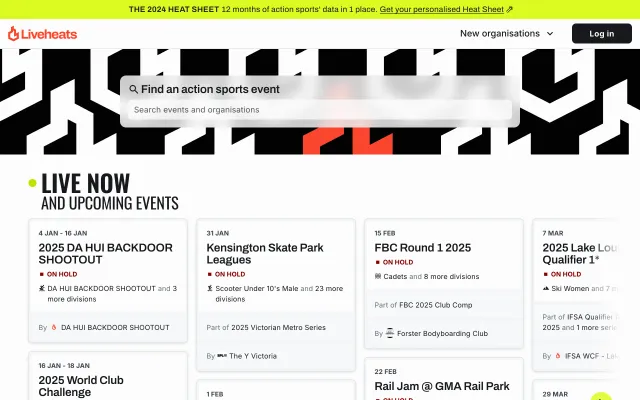 THE 2024 HEAT SHEET 12 months of action sports' data in 1 place. Get your personalised Heat Sheet
Liveheats
New organisations
Log in
Find an action sports event
Search events and organisations
LIVE NOW
AND UPCOMING EVENTS
4 JAN - 16 JAN
2025 DA HUI BACKDOOR
SHOOTOUT
ON HOLD
DA HUI BACKDOOR SHOOTOUT and 3
more divisions
By DA HUI BACKDOOR SHOOTOUT
16 JAN - 18 JAN
2025 World Club
Challenge
31 JAN
Kensington Skate Park
Leagues
ON HOLD
Scooter Under 10's Male and 23 more
divisions
Part of 2025 Victorian Metro Series
By The Y Victoria
1 FEB
15 FEB
FBC Round 1 2025
ON HOLD
Cadets and 8 more divisions
Part of FBC 2025 Club Comp
By Forster Bodyboarding Club
22 FEB
Rail Jam @ GMA Rail Park
ON HOLD
7 MAR
2025 Lake Lou
Qualifier 1*
ON HOLD
Ski Women and 7
Part of IFSA Qualifier
2025 and 1 more
By IFSA WCF -
29 MAR